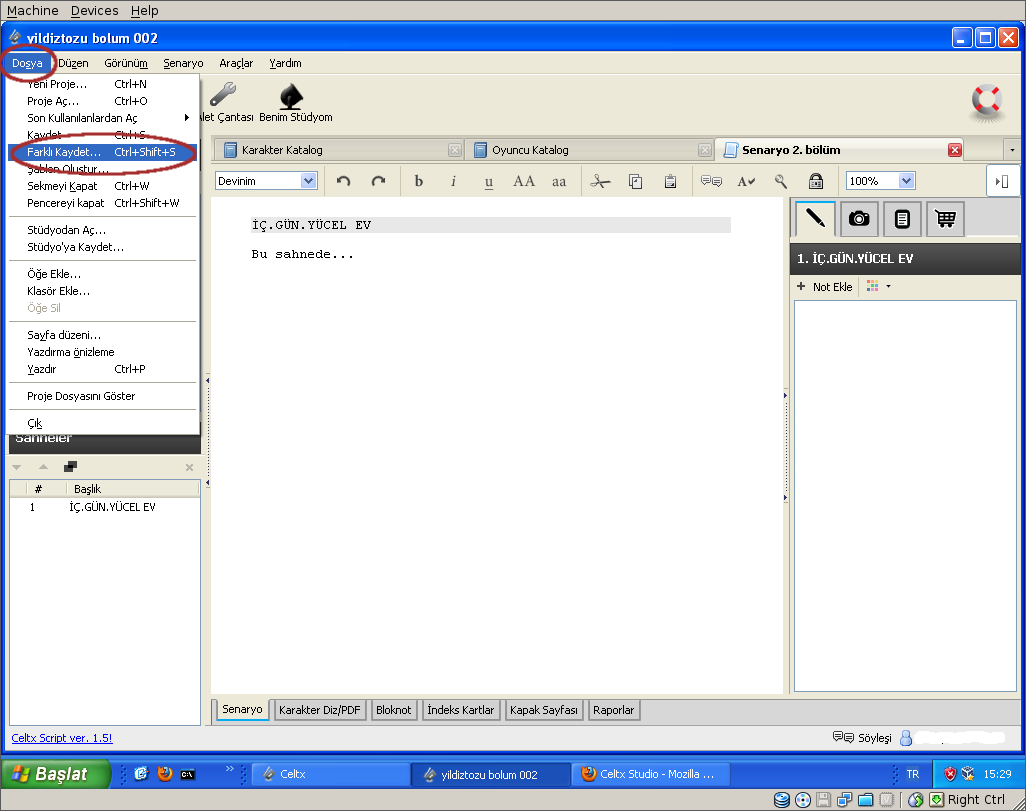 Machine Devices Help
yildiztozu bolum 002
Dosya Düzen Görünüm Senaryo Araçlar Yardım
Yeni Proje... Ctrl+N
Proje Aç... Ctrl+O
Son Kullanılanlardan Aç
Kaydet Ctrl+S
Farklı Kaydet... Ctrl+Shift+S
Şablon Oluştur...
Sekmeyi Kapat Ctrl+W
Pencereyi kapat Ctrl+Shift+W
Stüdyodan Aç...
Stüdyo'ya Kaydet...
Öğe Ekle...
Klasör Ekle...
Öğe Sil
Sayfa düzeni...
Yazdırma önizleme
Yazdır Ctrl+P
Proje Dosyasını Göster
Çık
let Çantası Benim Stüdyom
Karakter Katalog Oyuncu Katalog Senaryo 2. bölüm
Devinim b i u AA aa A 100%
İÇ.GÜN.YÜCEL EV
Bu sahnede...
1. İÇ.GÜN.YÜCEL EV
+ Not Ekle
Sahneler
# Başlık
1 İÇ.GÜN.YÜCEL EV
Senaryo Karakter Diz/PDF Bloknot İndeks Kartlar Kapak Sayfası Raporlar
Celtx Script ver. 1.5! Söyleşi
Başlat C:\ Celtx yildiztozu bolum 002 Celtx Studio - Mozilla ... TR 15:29
Right Ctrl